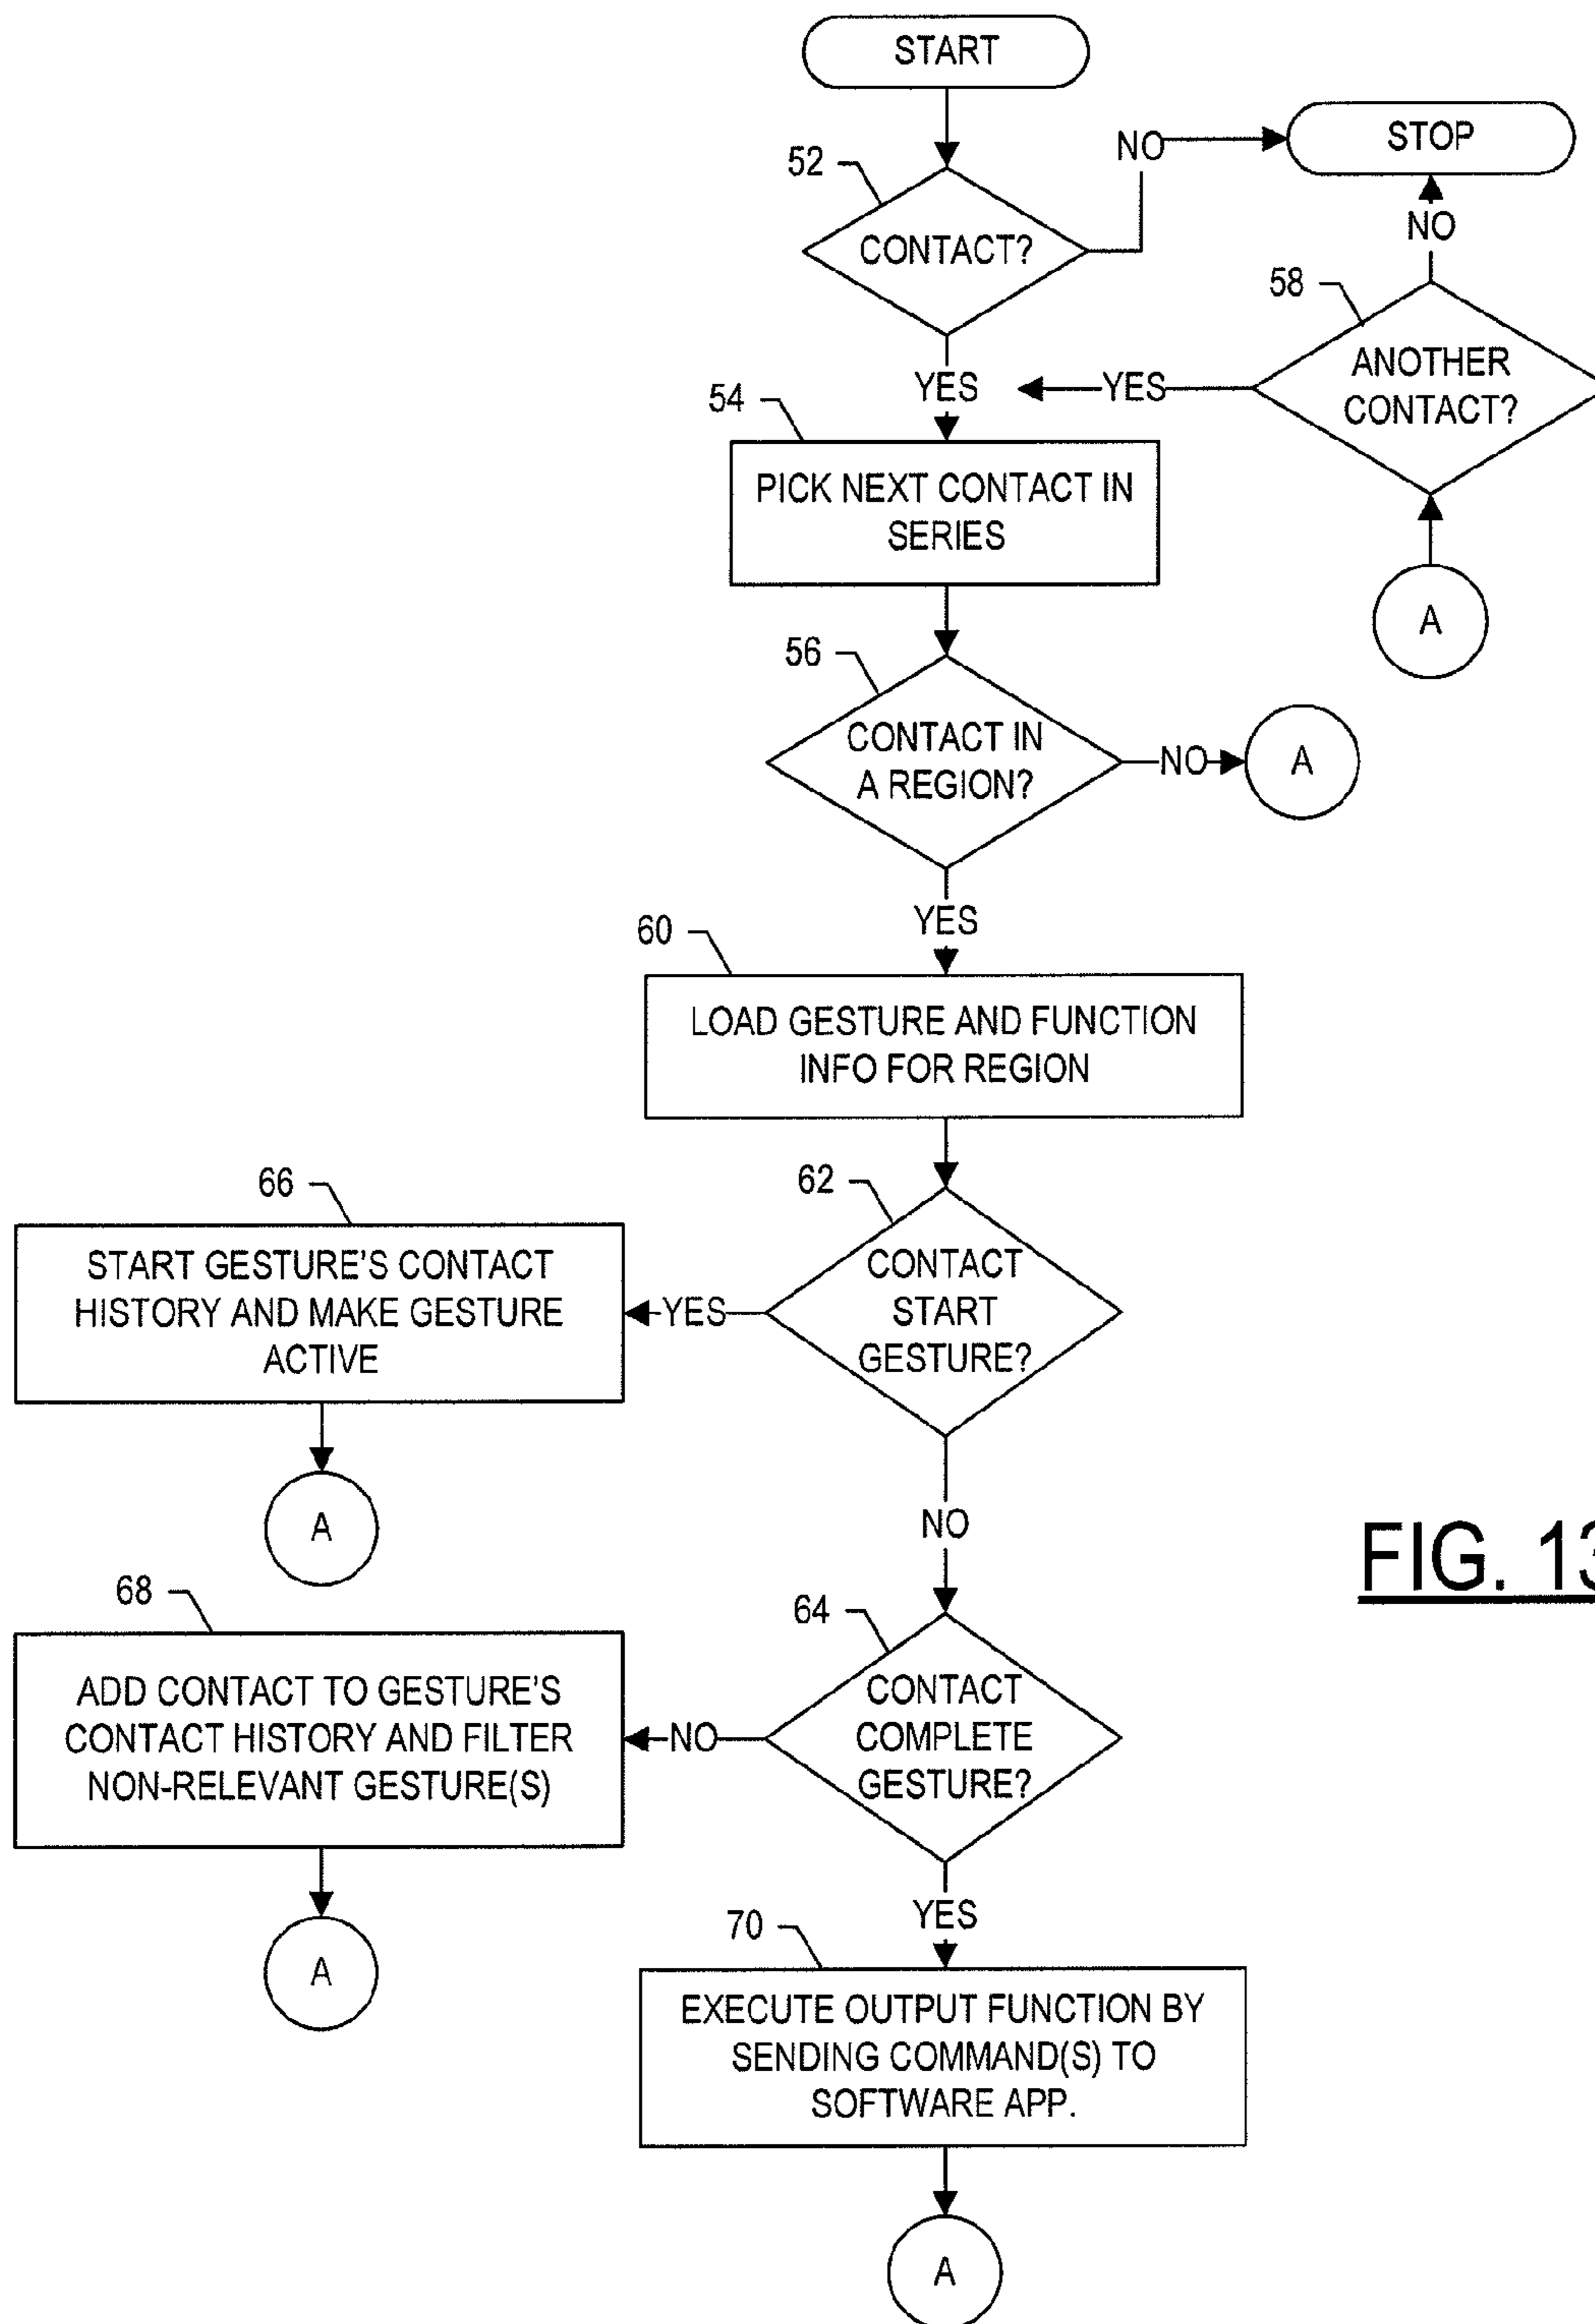 START
STOP
NO
52
CONTACT?
NO
58
ANOTHER
CONTACT?
YES
YES
54
PICK NEXT CONTACT IN
SERIES
A
56
CONTACT IN
A REGION?
NO
A
YES
60
LOAD GESTURE AND FUNCTION
INFO FOR REGION
62
66
CONTACT
START
GESTURE?
YES
START GESTURE'S CONTACT
HISTORY AND MAKE GESTURE
ACTIVE
A
NO
FIG. 13
68
64
CONTACT
COMPLETE
GESTURE?
NO
ADD CONTACT TO GESTURE'S
CONTACT HISTORY AND FILTER
NON-RELEVANT GESTURE(S)
A
YES
70
EXECUTE OUTPUT FUNCTION BY
SENDING COMMAND(S) TO
SOFTWARE APP.
A